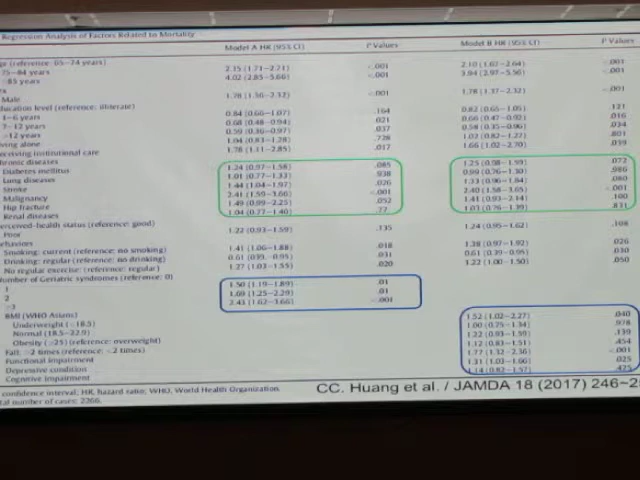 Regression Analysis of Factors Related to Mortality
Model A HR (95% CI) P Values Model B HR (95% CI) P Values
(reference: 65–74 years)
75–84 years 2.15 (1.71–2.71) <.001 2.10 (1.67–2.64) <.001
≥85 years 4.02 (2.85–5.66) <.001 3.94 (2.97–5.56) <.001
Male 1.78 (1.36–2.32) <.001 1.78 (1.37–2.32) <.001
education level (reference: illiterate)
1–6 years 0.84 (0.66–1.07) .164 0.82 (0.65–1.05) .121
7–12 years 0.68 (0.48–0.94) .021 0.66 (0.47–0.92) .016
>12 years 0.59 (0.36–0.97) .037 0.58 (0.35–0.96) .034
living alone 1.04 (0.83–1.28) .728 1.02 (0.82–1.27) .801
receiving institutional care 1.78 (1.11–2.85) .017 1.66 (1.02–2.70) .039
chronic diseases
Diabetes mellitus 1.24 (0.97–1.58) .085 1.25 (0.98–1.59) .072
Lung diseases 1.01 (0.77–1.33) .938 0.99 (0.76–1.30) .986
Stroke 1.44 (1.04–1.97) .026 1.33 (0.96–1.84) .080
Malignancy 2.41 (1.59–3.66) <.001 2.40 (1.58–3.65) <.001
Hip fracture 1.49 (0.99–2.25) .052 1.41 (0.93–2.14) .100
Renal diseases 1.04 (0.77–1.40) .77 1.03 (0.76–1.39) .831
Perceived-health status (reference: good)
Poor 1.22 (0.93–1.59) .135 1.24 (0.95–1.62) .108
Smoking: current (reference: no smoking) 1.41 (1.06–1.88) .018 1.38 (0.97–1.92) .026
Drinking: regular (reference: no drinking) 0.61 (0.39–0.95) .031 0.61 (0.39–0.95) .030
No regular exercise (reference: regular) 1.27 (1.03–1.55) .020 1.22 (1.00–1.50) .050
Number of Geriatric syndromes (reference: 0)
1 1.50 (1.19–1.89) .01
2 1.69 (1.25–2.29) .01
2.43 (1.62–3.66) <.001
BMI (WHO Asians)
Underweight (<18.5) 1.52 (1.02–2.27) .040
Normal (18.5–22.9) 1.00 (0.75–1.34) .978
Obesity (>25) (reference: overweight) 1.22 (0.93–1.59) .139
Fall: >2 times (reference: <2 times) 1.12 (0.83–1.51) .454
Functional impairment 1.77 (1.32–2.36) <.001
Depressive condition 1.31 (1.03–1.66) .025
Cognitive impairment 1.14 (0.82–1.57) .425
confidence interval; HR, hazard ratio; WHO, World Health Organization.
total number of cases: 2266.
CC. Huang et al. / JAMDA 18 (2017) 246~2